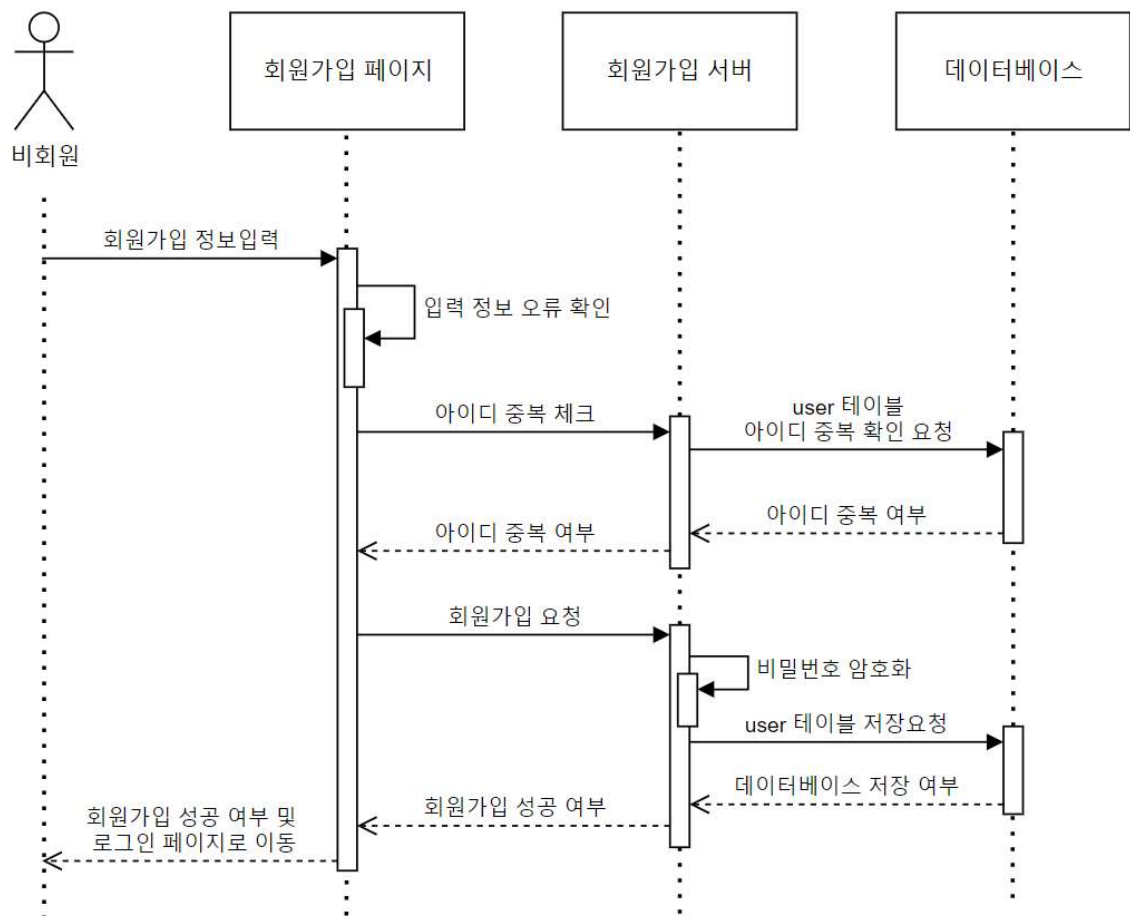 회원가입 페이지
회원가입 서버
데이터베이스
비회원
회원가입 정보입력
입력 정보 오류 확인
아이디 중복 체크
user 테이블
아이디 중복 확인 요청
아이디 중복 여부
아이디 중복 여부
회원가입 요청
비밀번호 암호화
user 테이블 저장요청
데이터베이스 저장 여부
회원가입 성공 여부
회원가입 성공 여부 및
로그인 페이지로 이동